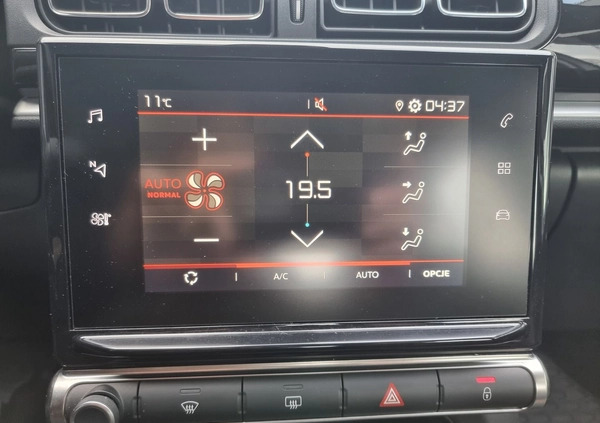 11°C 04:37
N
AUTO
NORMAL
19.5
A/C AUTO OPCJE